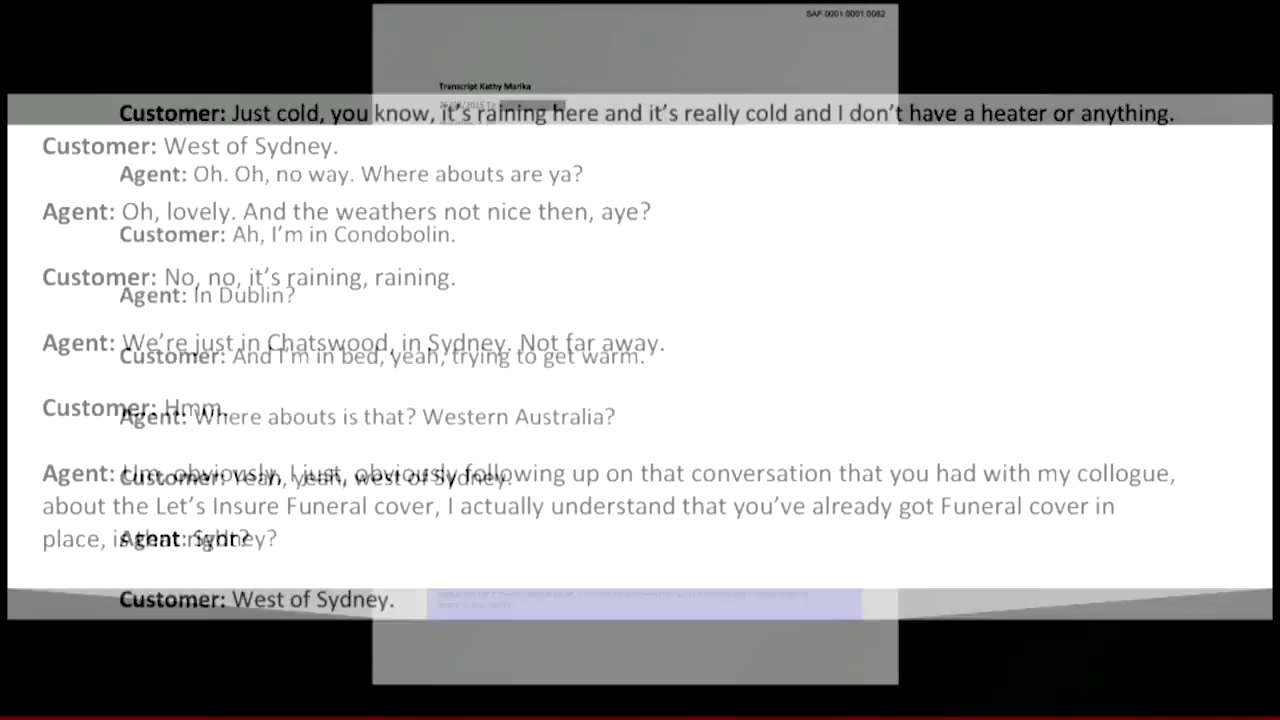 SAF.0001.0001.0082
Transcript Kathy Marika
Customer: Just cold, you know, it's raining here and it's really cold and I don't have a heater or anything.
Customer: West of Sydney.
Agent: Oh. Oh, no way. Where abouts are ya?
Agent: Oh, lovely. And the weathers not nice then, aye?
Customer: Ah, I'm in Condobolin.
Customer: No, no, it's raining, raining.
Agent: In Dublin?
Agent: We're just in Chatswood, in Sydney. Not far away.
Customer: And I'm in bed, yeah, trying to get warm.
Customer: Hmm.
Agent: Where abouts is that? Western Australia?
Agent: Um, obviously, I just, obviously following up on that conversation that you had with my collogue,
Customer: Yeah, yeah, west of Sydney.
about the Let's Insure Funeral cover, I actually understand that you've already got Funeral cover in
place, is that right?
Agent: Sydney?
Customer: West of Sydney.